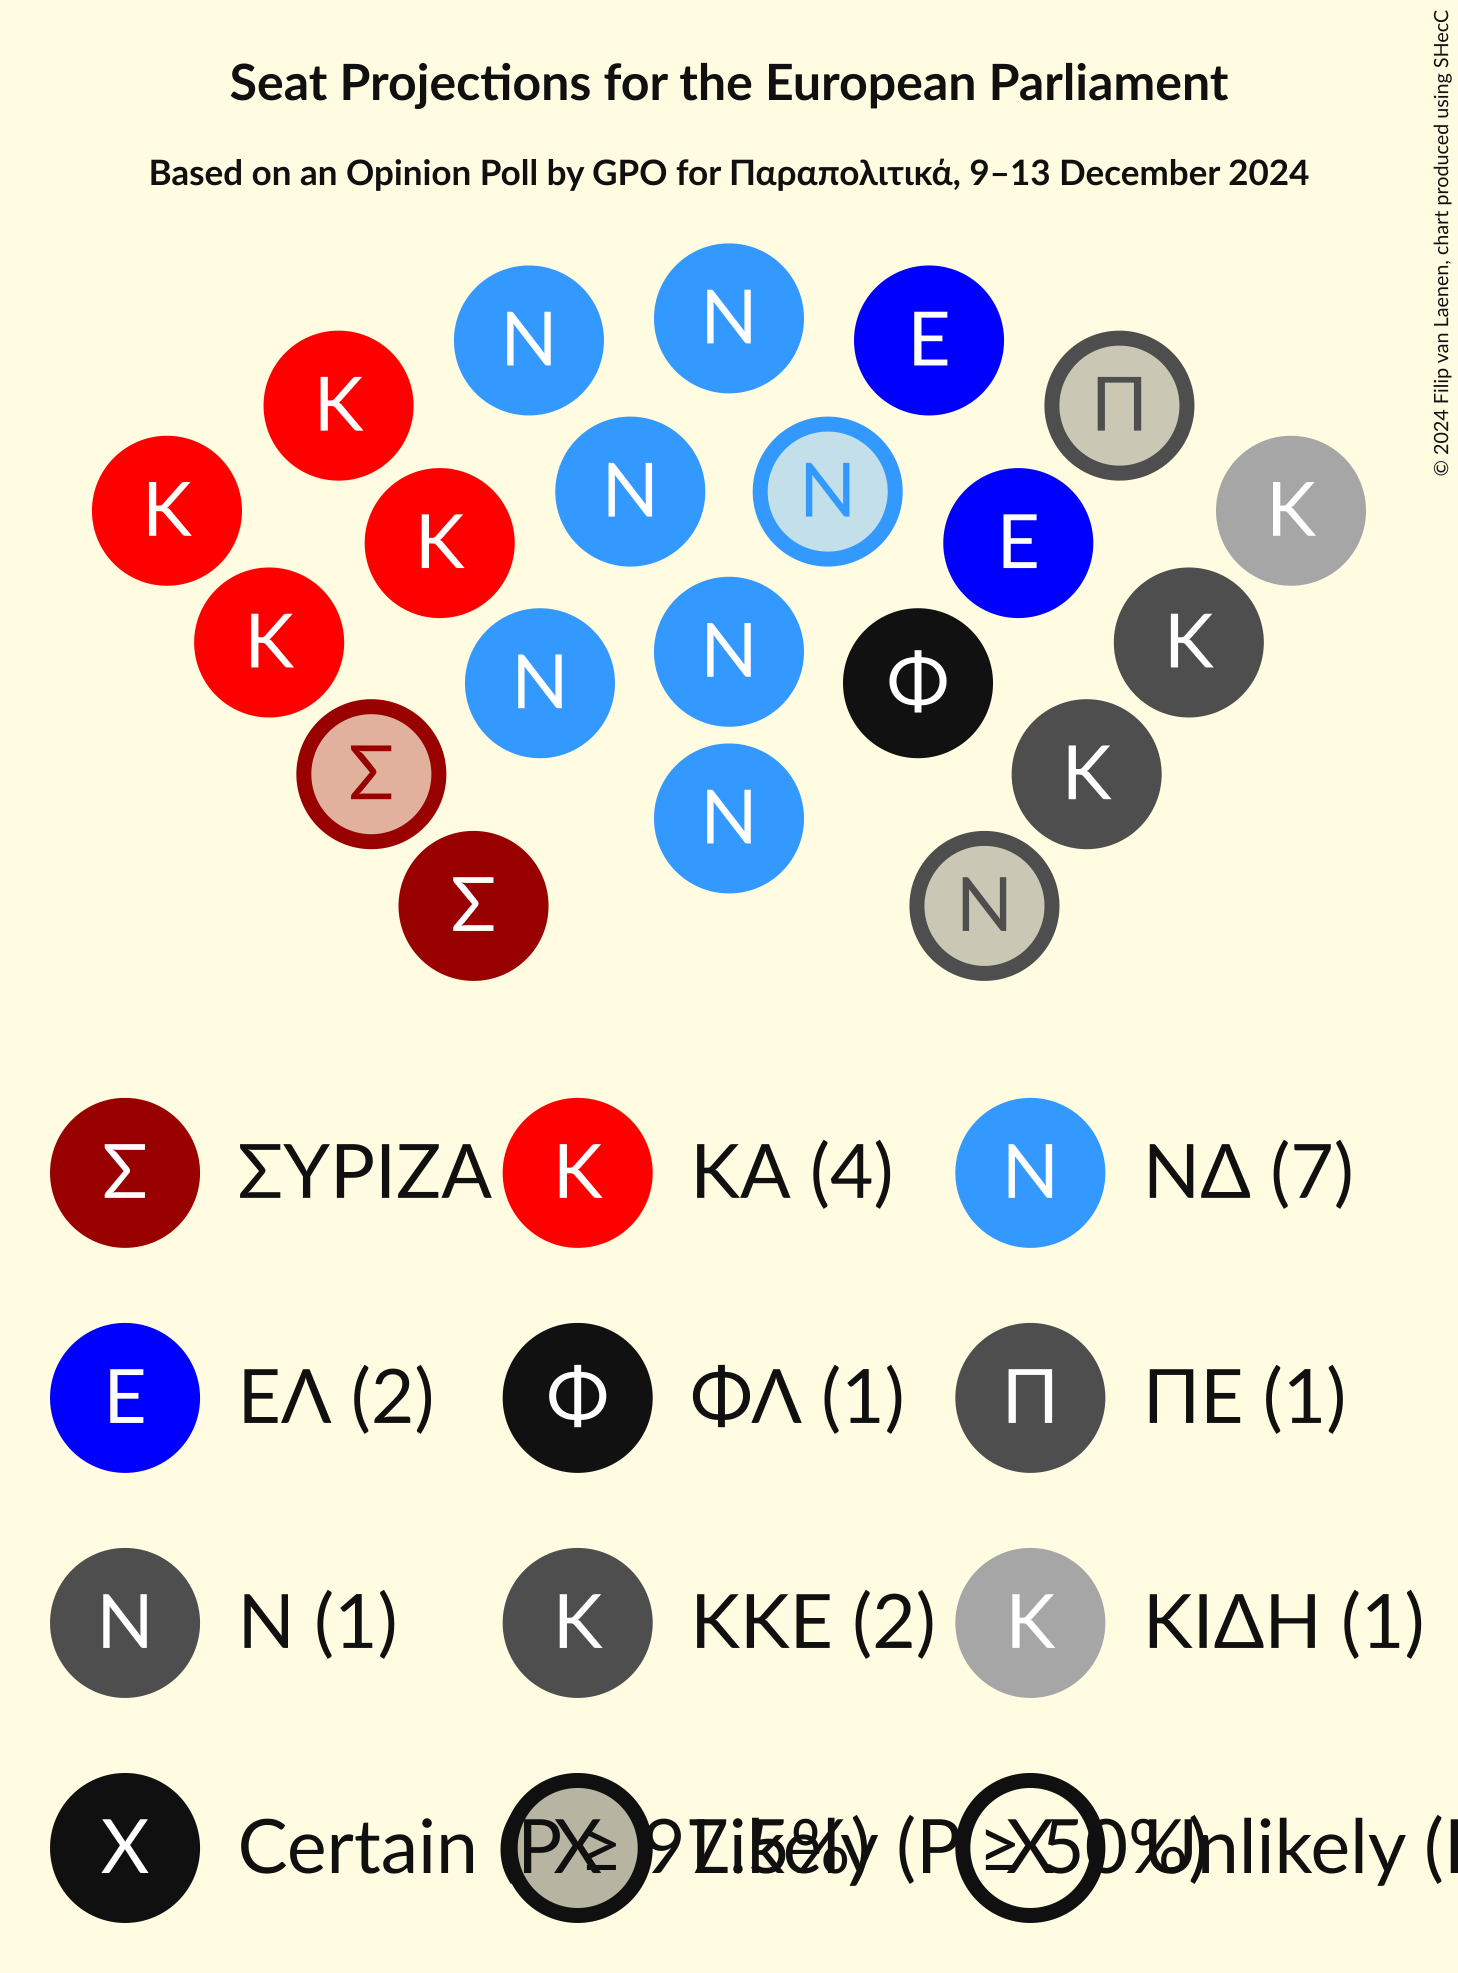 Seat Projections for the European Parliament
Based on an Opinion Poll by GPO for Παραπολιτικά, 9–13 December 2024
© 2024 Filip van Laenen, chart produced using SHecC
Ν Ν Ε
Κ Π
Κ Ν Ν Κ
Κ Ε
Κ Ν Ν Φ Κ
Σ Ν Κ
Σ Ν
Σ ΣΥΡΙΖΑ Κ ΚΑ (4) Ν ΝΔ (7)
Ε ΕΛ (2) Φ ΦΛ (1) Π ΠΕ (1)
Ν Ν (1) Κ ΚΚΕ (2) Κ ΚΙΔΗ (1)
X Certain (P ≥ 97.5%) X Likely (P ≥ 50%) X Unlikely (